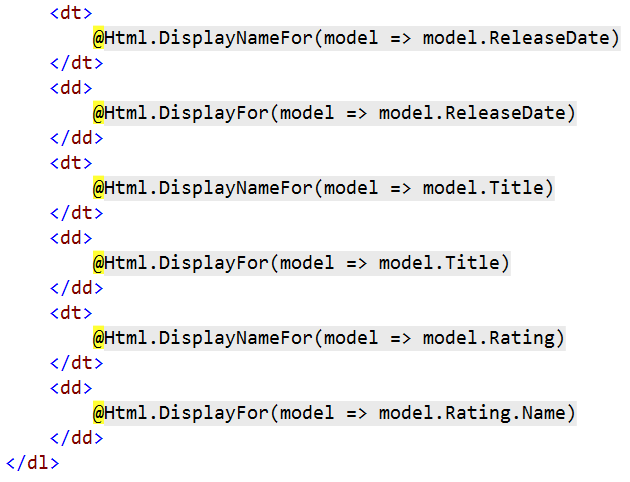 <dt>
@Html.DisplayNameFor(model => model.ReleaseDate)
</dt>
<dd>
@Html.DisplayFor(model => model.ReleaseDate)
</dd>
<dt>
@Html.DisplayNameFor(model => model.Title)
</dt>
<dd>
@Html.DisplayFor(model => model.Title)
</dd>
<dt>
@Html.DisplayNameFor(model => model.Rating)
</dt>
<dd>
@Html.DisplayFor(model => model.Rating.Name)
</dd>
</dl>